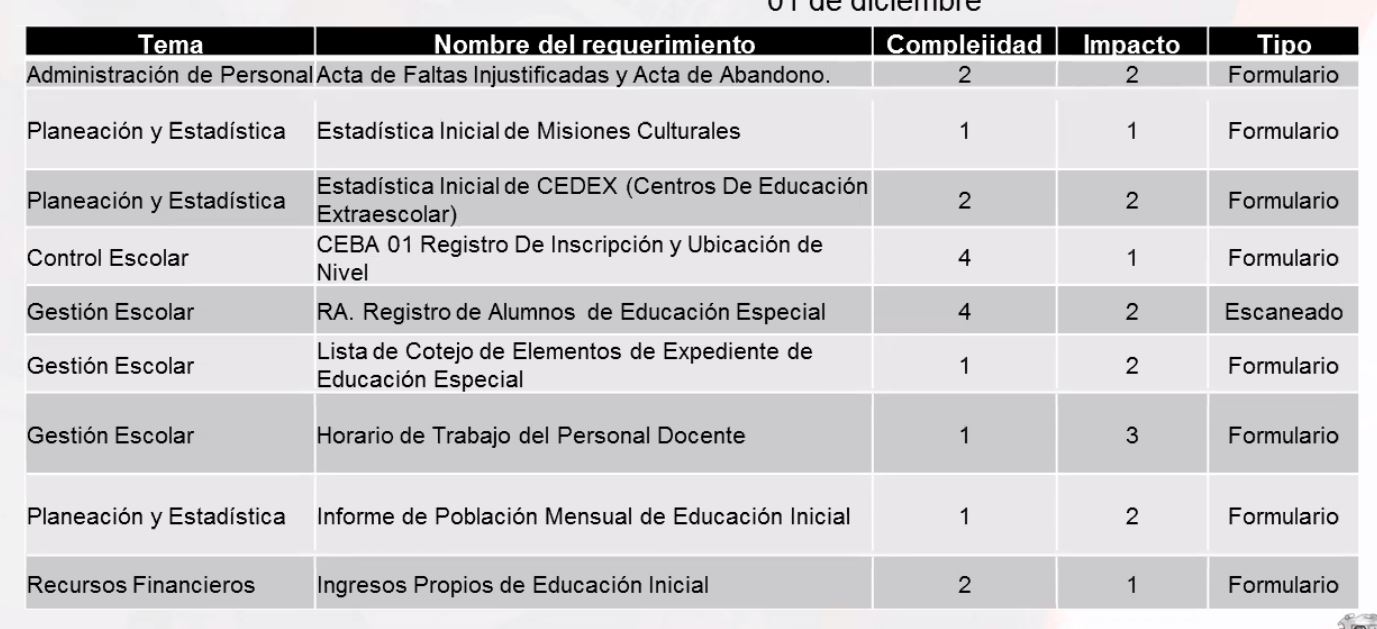 01 de diciembre
Tema Nombre del requerimiento Complejidad Impacto Tipo
Administración de Personal Acta de Faltas Injustificadas y Acta de Abandono. 2 2 Formulario
Planeación y Estadística Estadística Inicial de Misiones Culturales 1 1 Formulario
Planeación y Estadística Estadística Inicial de CEDEX (Centros De Educación
Extraescolar) 2 2 Formulario
Control Escolar CEBA 01 Registro De Inscripción y Ubicación de
Nivel 4 1 Formulario
Gestión Escolar RA. Registro de Alumnos de Educación Especial 4 2 Escaneado
Gestión Escolar Lista de Cotejo de Elementos de Expediente de
Educación Especial 1 2 Formulario
Gestión Escolar Horario de Trabajo del Personal Docente 1 3 Formulario
Planeación y Estadística Informe de Población Mensual de Educación Inicial 1 2 Formulario
Recursos Financieros Ingresos Propios de Educación Inicial 2 1 Formulario